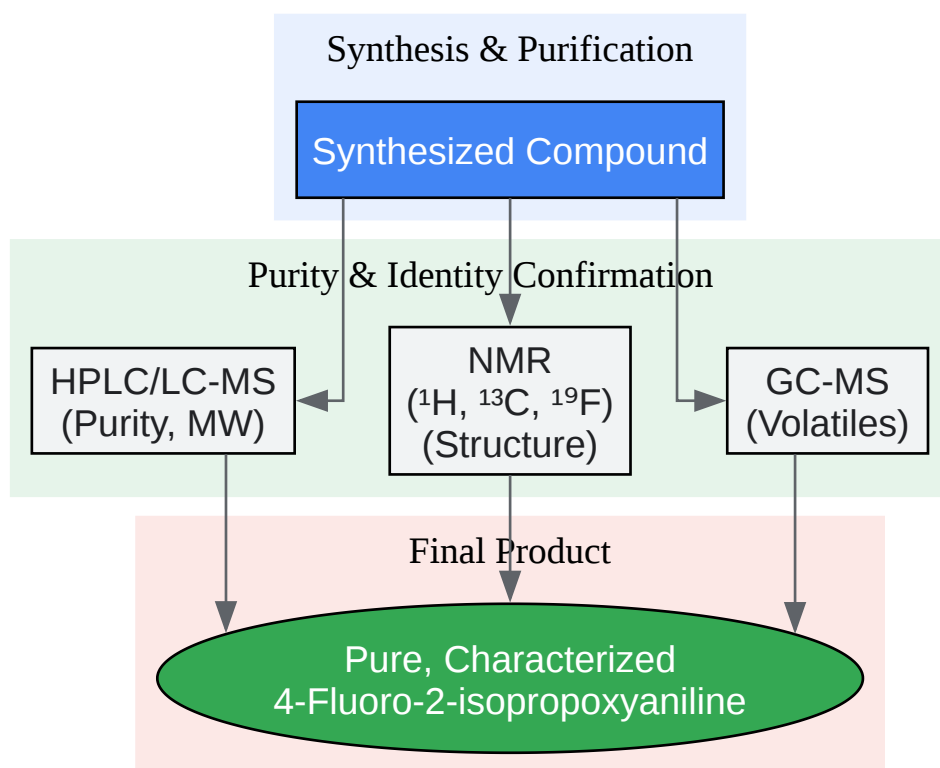 Synthesis & Purification
Synthesized Compound
Purity & Identity Confirmation
HPLC/LC-MS
(Purity, MW)
NMR
(¹H, ¹³C, ¹⁹F)
(Structure)
GC-MS
(Volatiles)
Final Product
Pure, Characterized
4-Fluoro-2-isopropoxyaniline